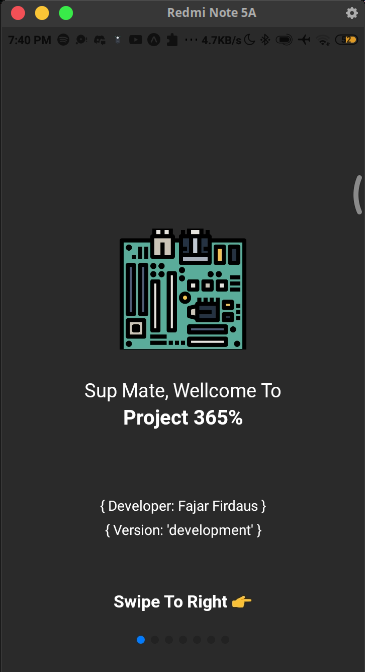 Redmi Note 5A
7:40 PM ... 4.7KB/s
Sup Mate, Wellcome To
Project 365%
{ Developer: Fajar Firdaus }
{ Version: 'development' }
Swipe To Right 👉